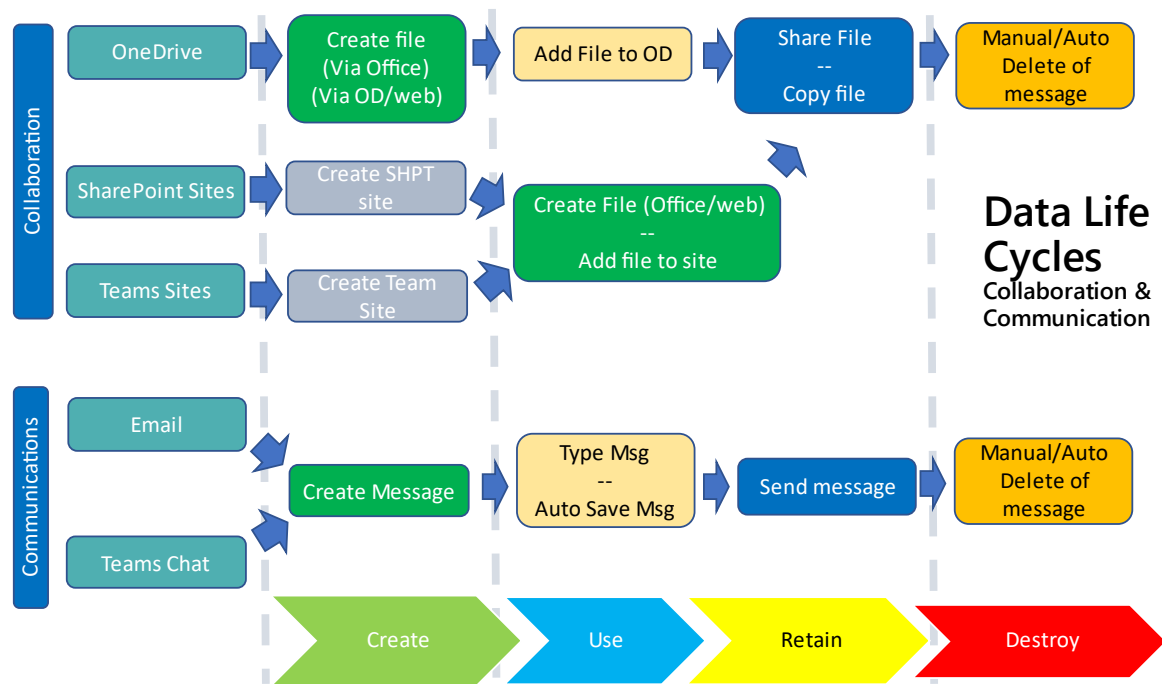 Collaboration
OneDrive
Create file
(Via Office)
(Via OD/web)
Add File to OD
Share File
--
Copy file
Manual/Auto
Delete of
message
SharePoint Sites
Create SHPT
site
Create File (Office/web)
--
Add file to site
Teams Sites
Create Team
Site
Data Life
Cycles
Collaboration &
Communication
Communications
Email
Teams Chat
Create Message
Type Msg
--
Auto Save Msg
Send message
Manual/Auto
Delete of
message
Create
Use
Retain
Destroy